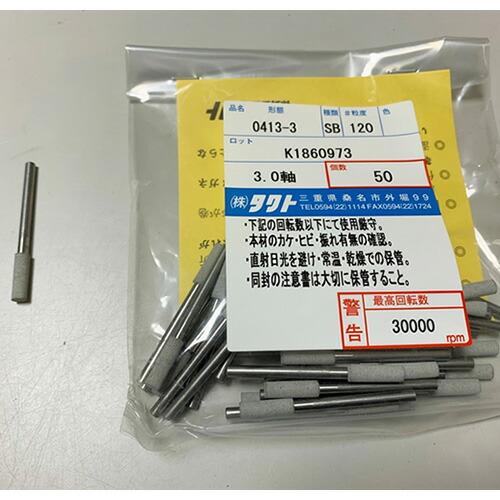 品名 形態 種類 #粒度 色
0413-3 SB 120
ロット K1860973
3.0軸 個数 50
㈱タクト 三重県桑名市外堀99
TEL0594(22)1114 FAX0594(22)1724
・下記の回転数以下にて使用厳守。
・本材のカケ・ヒビ・振れ有無の確認。
・直射日光を避け・常温・乾燥での保管。
・同封の注意書は大切に保管すること。
警告 最高回転数
30000 rpm